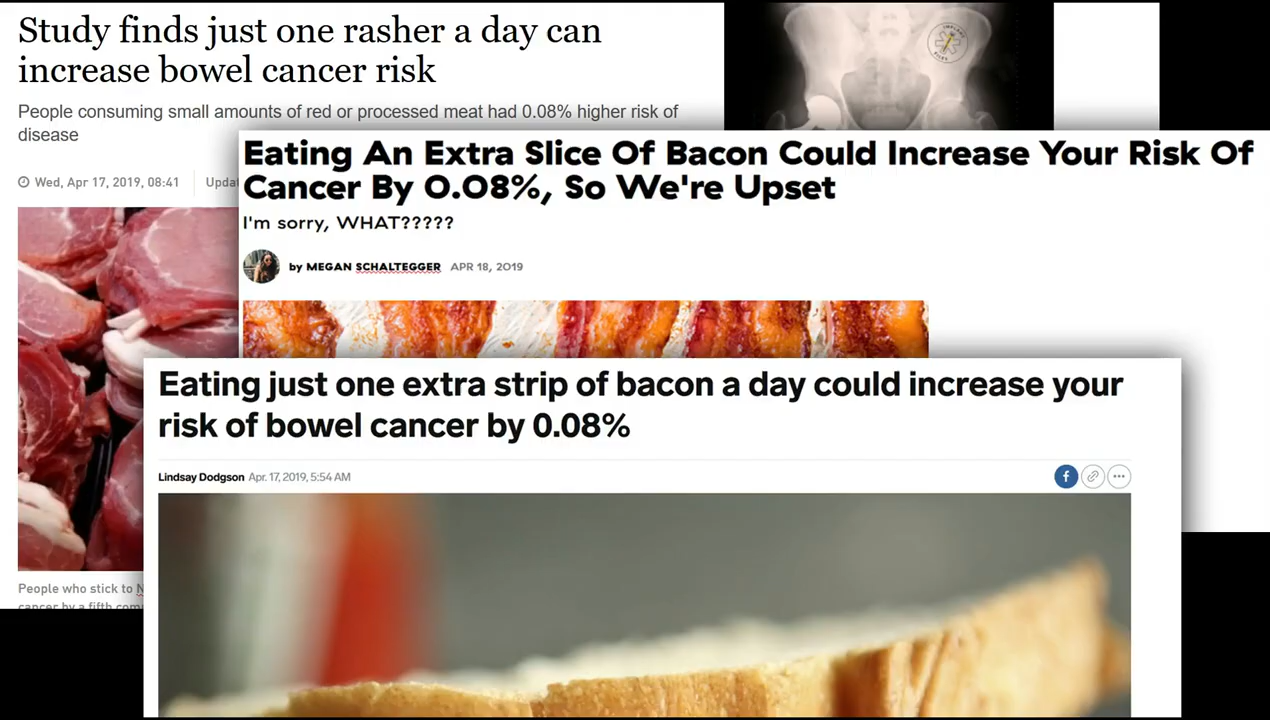 Study finds just one rasher a day can
increase bowel cancer risk
People consuming small amounts of red or processed meat had 0.08% higher risk of
disease
Wed, Apr 17, 2019, 08:41
Eating An Extra Slice Of Bacon Could Increase Your Risk Of
Cancer By 0.08%, So We're Upset
I'm sorry, WHAT?????
by MEGAN SCHALTEGGER APR 18, 2019
Eating just one extra strip of bacon a day could increase your
risk of bowel cancer by 0.08%
Lindsay Dodgson Apr. 17, 2019, 5:54 AM
People who stick to
cancer by a fifth